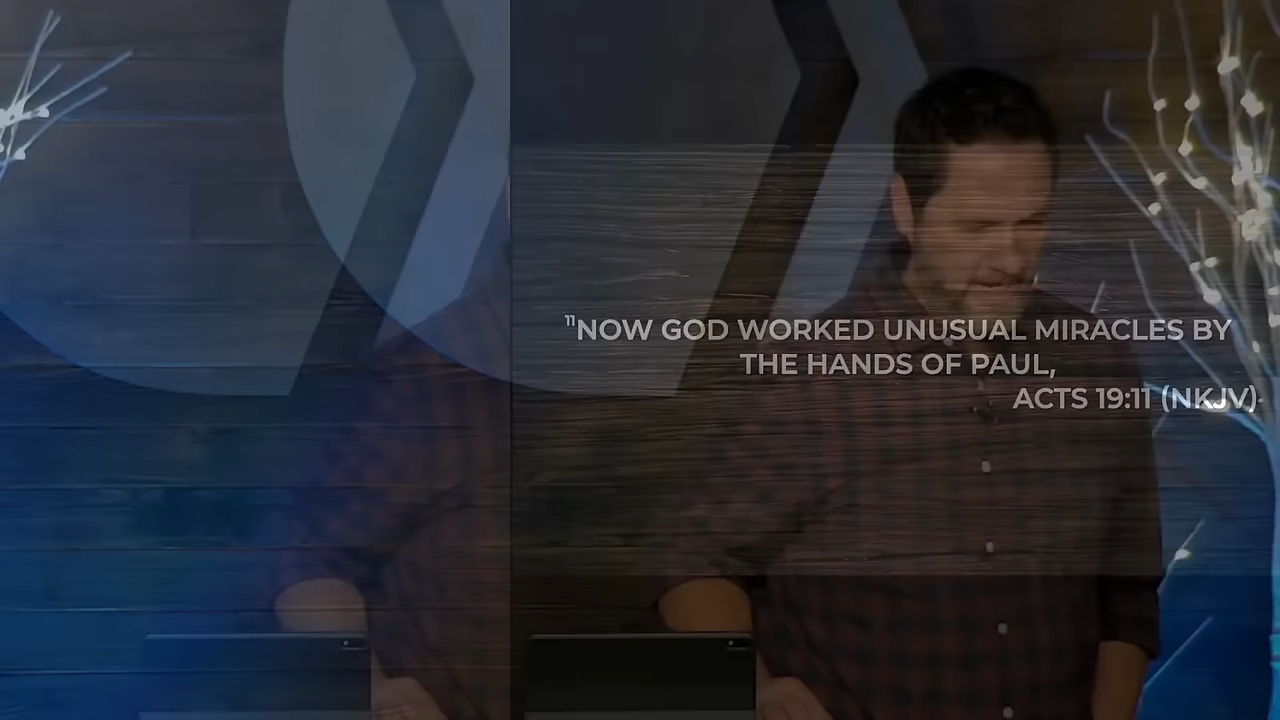 ¹¹NOW GOD WORKED UNUSUAL MIRACLES BY
THE HANDS OF PAUL,
ACTS 19:11 (NKJV)